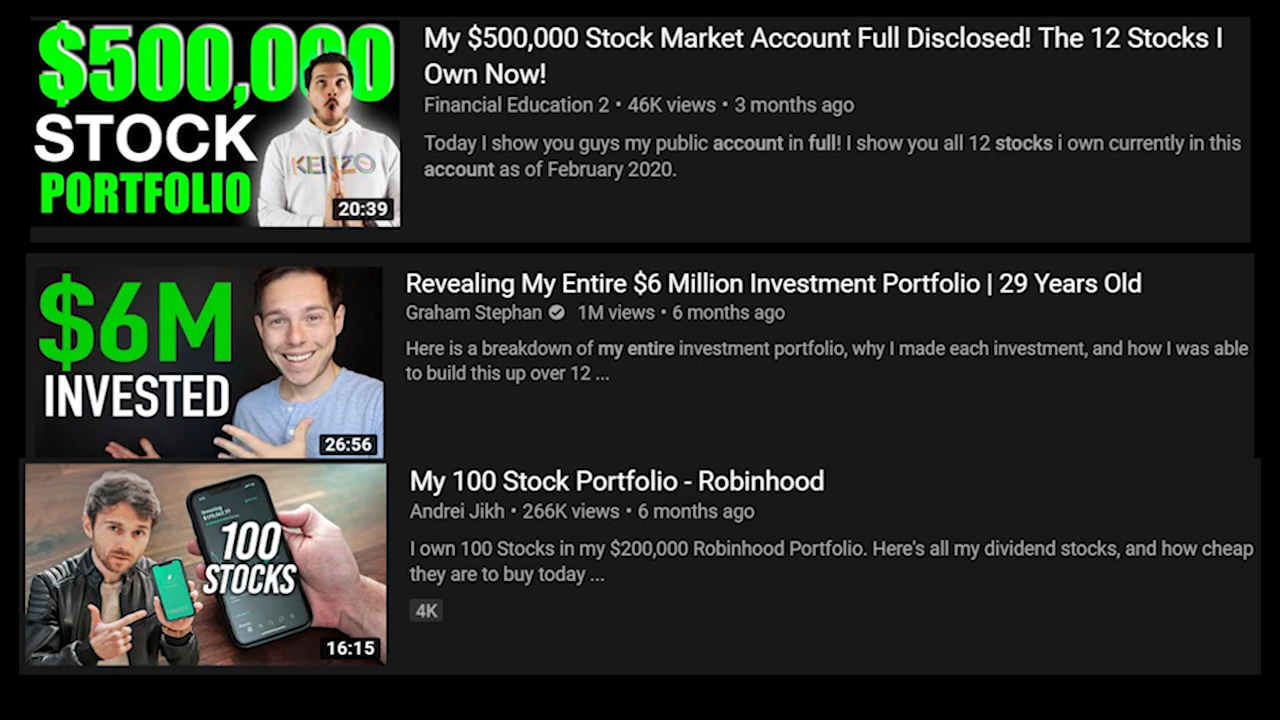 $500,000
STOCK
PORTFOLIO
KENZO
20:39
My $500,000 Stock Market Account Full Disclosed! The 12 Stocks I
Own Now!
Financial Education 2 • 46K views • 3 months ago
Today I show you guys my public account in full! I show you all 12 stocks i own currently in this
account as of February 2020.
$6M
INVESTED
26:56
Revealing My Entire $6 Million Investment Portfolio | 29 Years Old
Graham Stephan 1M views • 6 months ago
Here is a breakdown of my entire investment portfolio, why I made each investment, and how I was able
to build this up over 12 ...
100
STOCKS
16:15
My 100 Stock Portfolio - Robinhood
Andrei Jikh • 266K views • 6 months ago
I own 100 Stocks in my $200,000 Robinhood Portfolio. Here's all my dividend stocks, and how cheap
they are to buy today ...
4K